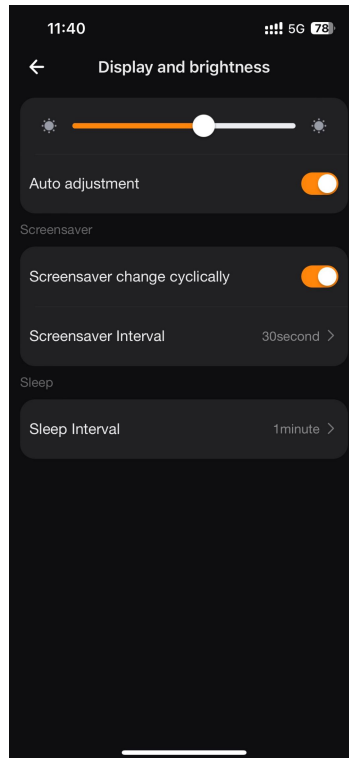 11:40
5G 78
Display and brightness
Auto adjustment
Screensaver
Screensaver change cyclically
Screensaver Interval 30second
Sleep
Sleep Interval 1minute